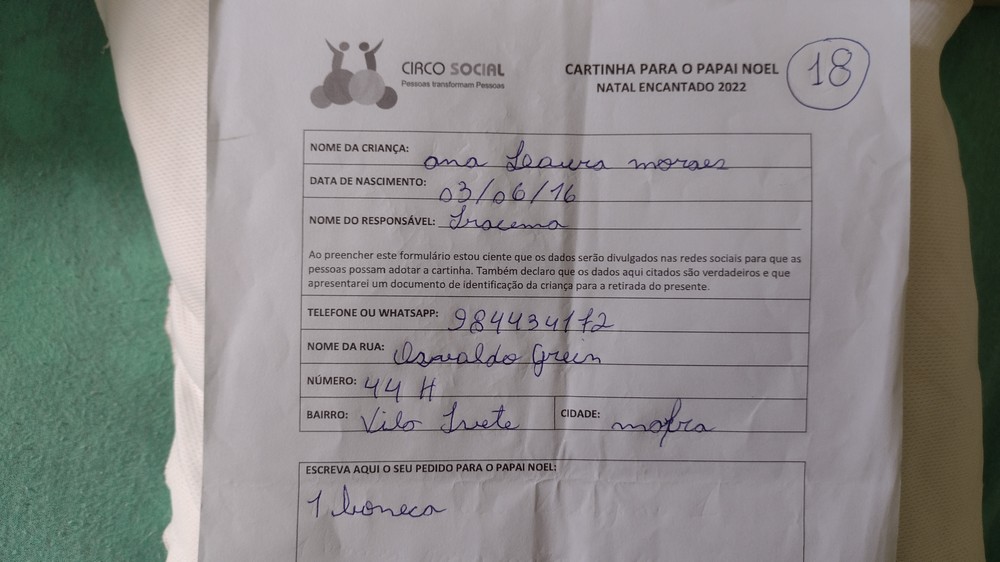 CIRCO SOCIAL
Pessoas transformam Pessoas
CARTINHA PARA O PAPAI NOEL
NATAL ENCANTADO 2022
18
NOME DA CRIANÇA: ana Laura moraes
DATA DE NASCIMENTO: 03/06/16
NOME DO RESPONSÁVEL: Iracema
Ao preencher este formulário estou ciente que os dados serão divulgados nas redes sociais para que as
pessoas possam adotar a cartinha. Também declaro que os dados aqui citados são verdadeiros e que
apresentarei um documento de identificação da criança para a retirada do presente.
TELEFONE OU WHATSAPP: 984434172
NOME DA RUA: Osvaldo Grein
NÚMERO: 44 H
BAIRRO: Vila Ivete CIDADE: mafra
ESCREVA AQUI O SEU PEDIDO PARA O PAPAI NOEL:
1 boneca